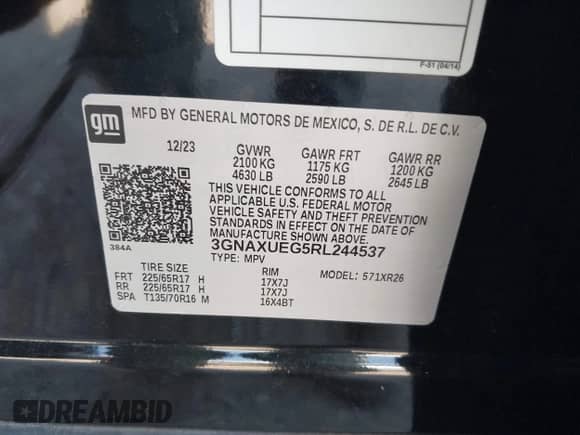 F-51 (04/14)
gm
MFD BY GENERAL MOTORS DE MEXICO, S. DE R.L. DE C.V.
12/23 GVWR GAWR FRT GAWR RR
2100 KG 1175 KG 1200 KG
4630 LB 2590 LB 2645 LB
THIS VEHICLE CONFORMS TO ALL
APPLICABLE U.S. FEDERAL MOTOR
VEHICLE SAFETY AND THEFT PREVENTION
STANDARDS IN EFFECT ON THE DATE OF
MANUFACTURE SHOWN ABOVE.
384A
3GNAXUEG5RL244537
TYPE: MPV
TIRE SIZE RIM MODEL: 571XR26
FRT 225/65R17 H 17X7J
RR 225/65R17 H 17X7J
SPA T135/70R16 M 16X4BT
DREAMBID